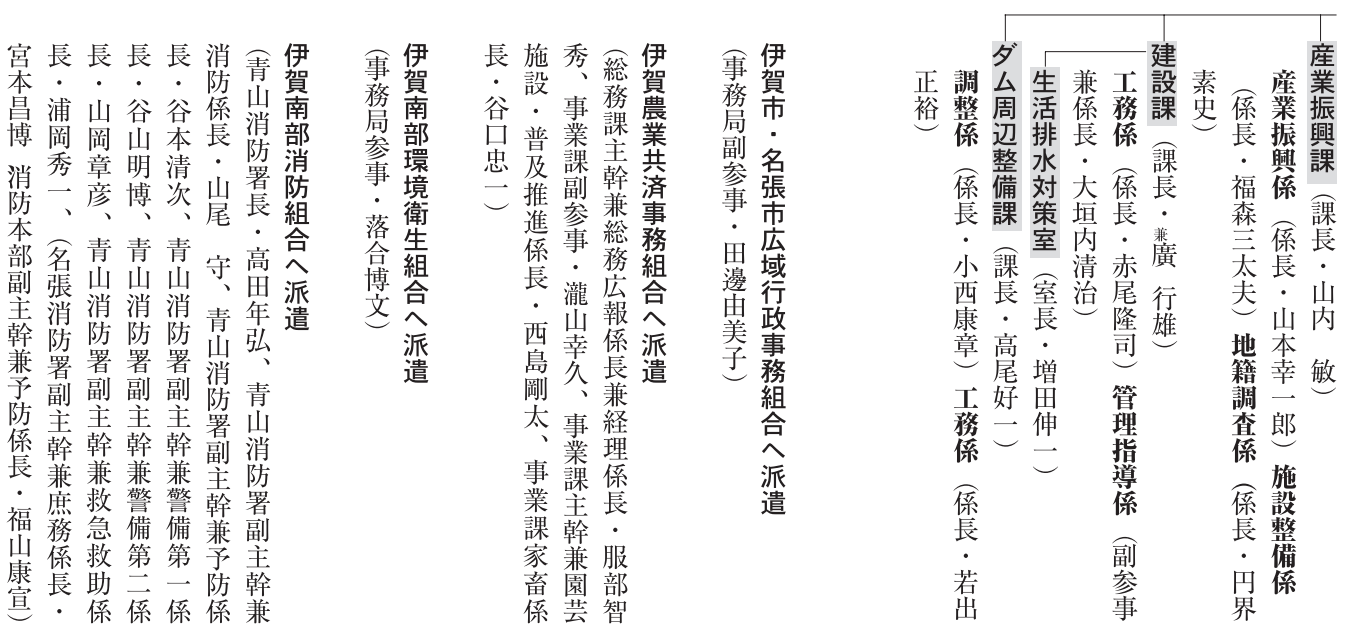 産業振興課（課長・山内　敏）
産業振興係（係長・山本幸一郎）施設整備係
（係長・福森三太夫）地籍調査係（係長・円界
素史）
建設課（課長・兼廣　行雄）
工務係（係長・赤尾隆司）管理指導係（副参事
兼係長・大垣内清治）
生活排水対策室（室長・増田伸一）
ダム周辺整備課（課長・高尾好一）
調整係（係長・小西康章）工務係（係長・若出
正裕）
伊賀市・名張市広域行政事務組合へ派遣
（事務局副参事・田邊由美子）
伊賀農業共済事務組合へ派遣
（総務課主幹兼総務広報係長兼経理係長・服部智
秀、事業課副参事・瀧山幸久、事業課主幹兼園芸
施設・普及推進係長・西島剛太、事業課家畜係
長・谷口忠一）
伊賀南部環境衛生組合へ派遣
（事務局参事・落合博文）
伊賀南部消防組合へ派遣
（青山消防署長・高田年弘、青山消防署副主幹兼
消防係長・山尾　守、青山消防署副主幹兼予防係
長・谷本清次、青山消防署副主幹兼警備第一係
長・谷山明博、青山消防署副主幹兼警備第二係
長・山岡章彦、青山消防署副主幹兼救急救助係
長・浦岡秀一、（名張消防署副主幹兼庶務係長・
宮本昌博　消防本部副主幹兼予防係長・福山康宣）